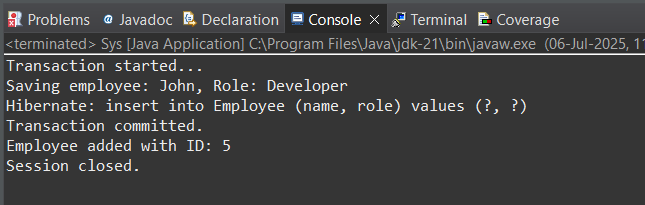 Problems @ Javadoc Declaration Console Terminal Coverage
<terminated> Sys [Java Application] C:\Program Files\Java\jdk-21\bin\javaw.exe (06-Jul-2025, 11
Transaction started...
Saving employee: John, Role: Developer
Hibernate: insert into Employee (name, role) values (?, ?)
Transaction committed.
Employee added with ID: 5
Session closed.